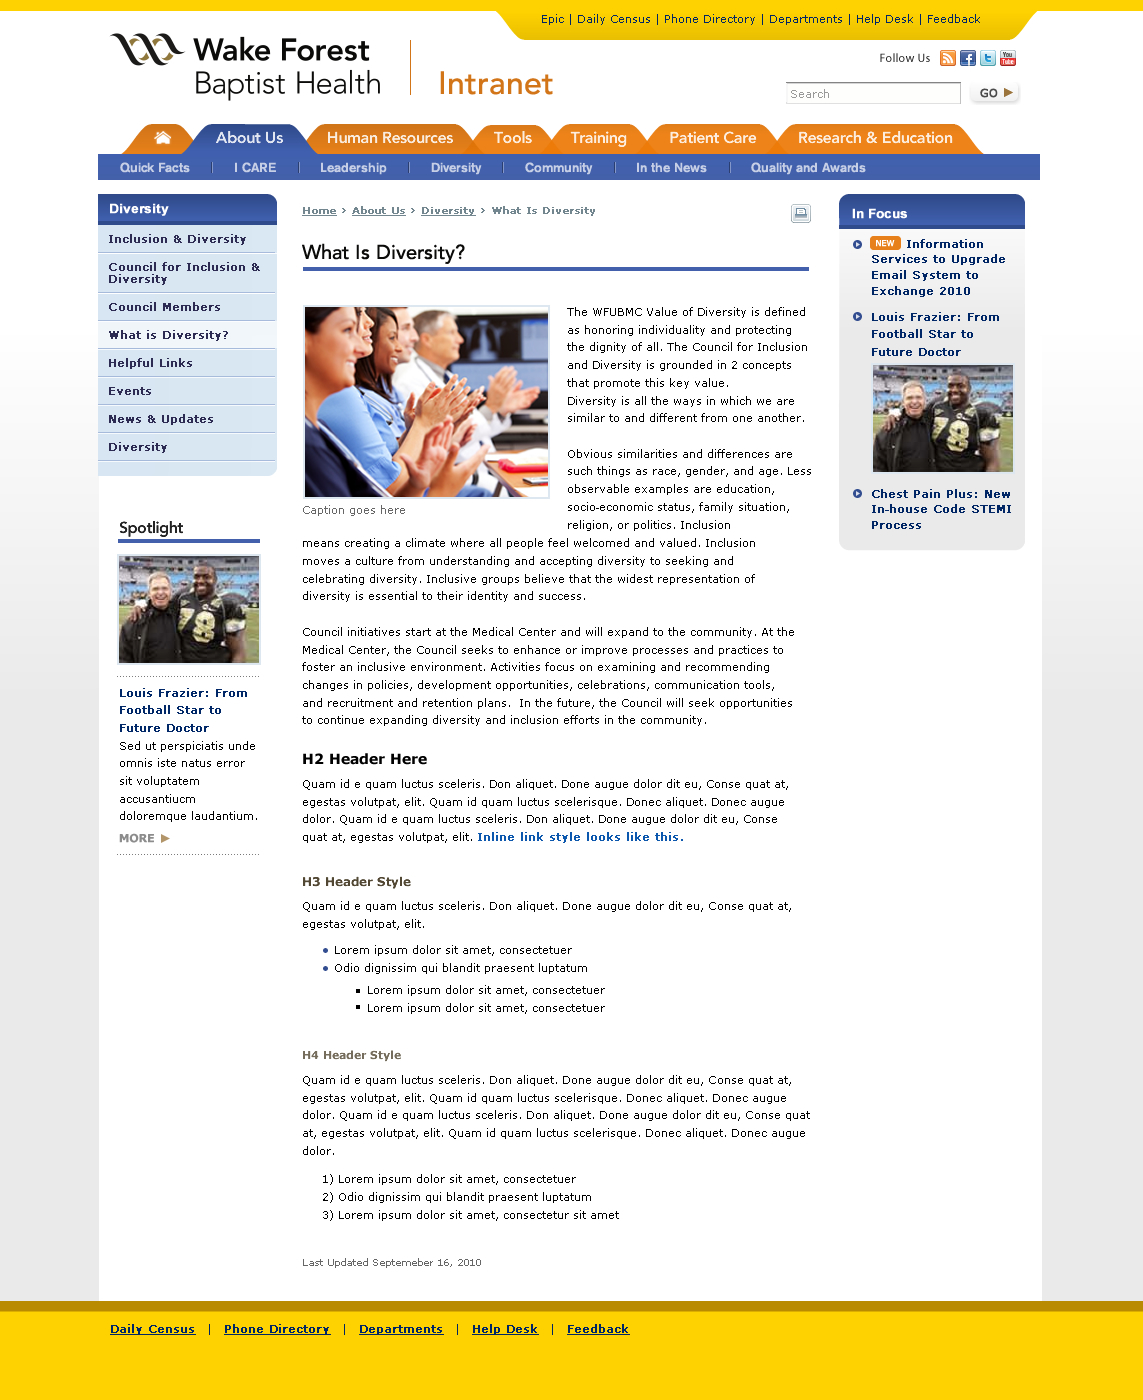 Epic | Daily Census | Phone Directory | Departments | Help Desk | Feedback
Wake Forest
Baptist Health
Intranet
Follow Us
You Tube
Search
GO
About Us
Human Resources
Tools
Training
Patient Care
Research & Education
Quick Facts
I CARE
Leadership
Diversity
Community
In the News
Quality and Awards
Diversity
Inclusion & Diversity
Council for Inclusion &
Diversity
Council Members
What is Diversity?
Helpful Links
Events
News & Updates
Diversity
Spotlight
78
Louis Frazier: From
Football Star to
Future Doctor
Sed ut perspiciatis unde
omnis iste natus error
sit voluptatem
accusantiucm
doloremque laudantium.
MORE
Home > About Us > Diversity > What Is Diversity
What Is Diversity?
Caption goes here
The WFUBMC Value of Diversity is defined
as honoring individuality and protecting
the dignity of all. The Council for Inclusion
and Diversity is grounded in 2 concepts
that promote this key value.
Diversity is all the ways in which we are
similar to and different from one another.
Obvious similarities and differences are
such things as race, gender, and age. Less
observable examples are education,
socio-economic status, family situation,
religion, or politics. Inclusion
means creating a climate where all people feel welcomed and valued. Inclusion
moves a culture from understanding and accepting diversity to seeking and
celebrating diversity. Inclusive groups believe that the widest representation of
diversity is essential to their identity and success.
Council initiatives start at the Medical Center and will expand to the community. At the
Medical Center, the Council seeks to enhance or improve processes and practices to
foster an inclusive environment. Activities focus on examining and recommending
changes in policies, development opportunities, celebrations, communication tools,
and recruitment and retention plans.  In the future, the Council will seek opportunities
to continue expanding diversity and inclusion efforts in the community.
H2 Header Here
Quam id e quam luctus sceleris. Don aliquet. Done augue dolor dit eu, Conse quat at,
egestas volutpat, elit. Quam id quam luctus scelerisque. Donec aliquet. Donec augue
dolor. Quam id e quam luctus sceleris. Don aliquet. Done augue dolor dit eu, Conse
quat at, egestas volutpat, elit. Inline link style looks like this.
H3 Header Style
Quam id e quam luctus sceleris. Don aliquet. Done augue dolor dit eu, Conse quat at,
egestas volutpat, elit.
Lorem ipsum dolor sit amet, consectetuer
Odio dignissim qui blandit praesent luptatum
Lorem ipsum dolor sit amet, consectetuer
Lorem ipsum dolor sit amet, consectetuer
H4 Header Style
Quam id e quam luctus sceleris. Don aliquet. Done augue dolor dit eu, Conse quat at,
egestas volutpat, elit. Quam id quam luctus scelerisque. Donec aliquet. Donec augue
dolor. Quam id e quam luctus sceleris. Don aliquet. Done augue dolor dit eu, Conse quat
at, egestas volutpat, elit. Quam id quam luctus scelerisque. Donec aliquet. Donec augue
dolor.
1) Lorem ipsum dolor sit amet, consectetuer
2) Odio dignissim qui blandit praesent luptatum
3) Lorem ipsum dolor sit amet, consectetur sit amet
Last Updated Septemeber 16, 2010
In Focus
NEW Information
Services to Upgrade
Email System to
Exchange 2010
Louis Frazier: From
Football Star to
Future Doctor
78
Chest Pain Plus: New
In-house Code STEMI
Process
Daily Census | Phone Directory | Departments | Help Desk | Feedback